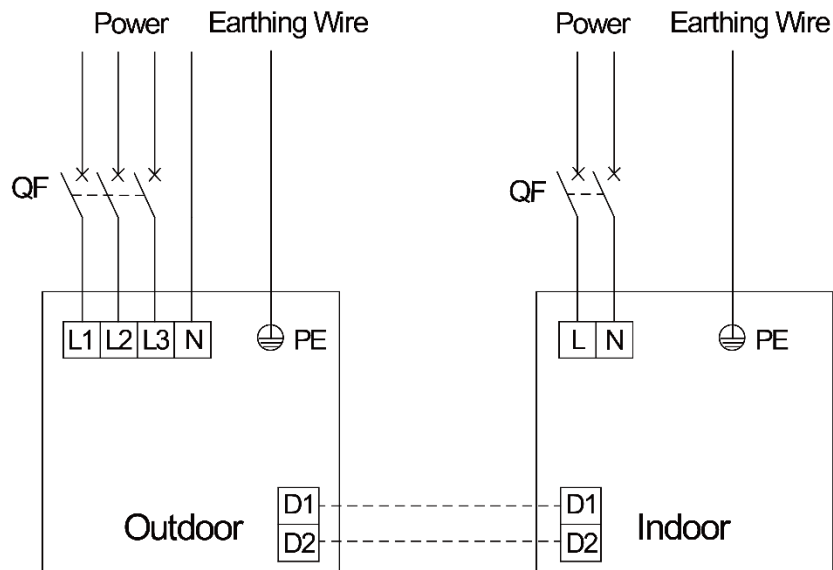 Power Earthing Wire Power Earthing Wire
QF QF
L1 L2 L3 N PE L N PE
D1 D1
Outdoor Indoor
D2 D2